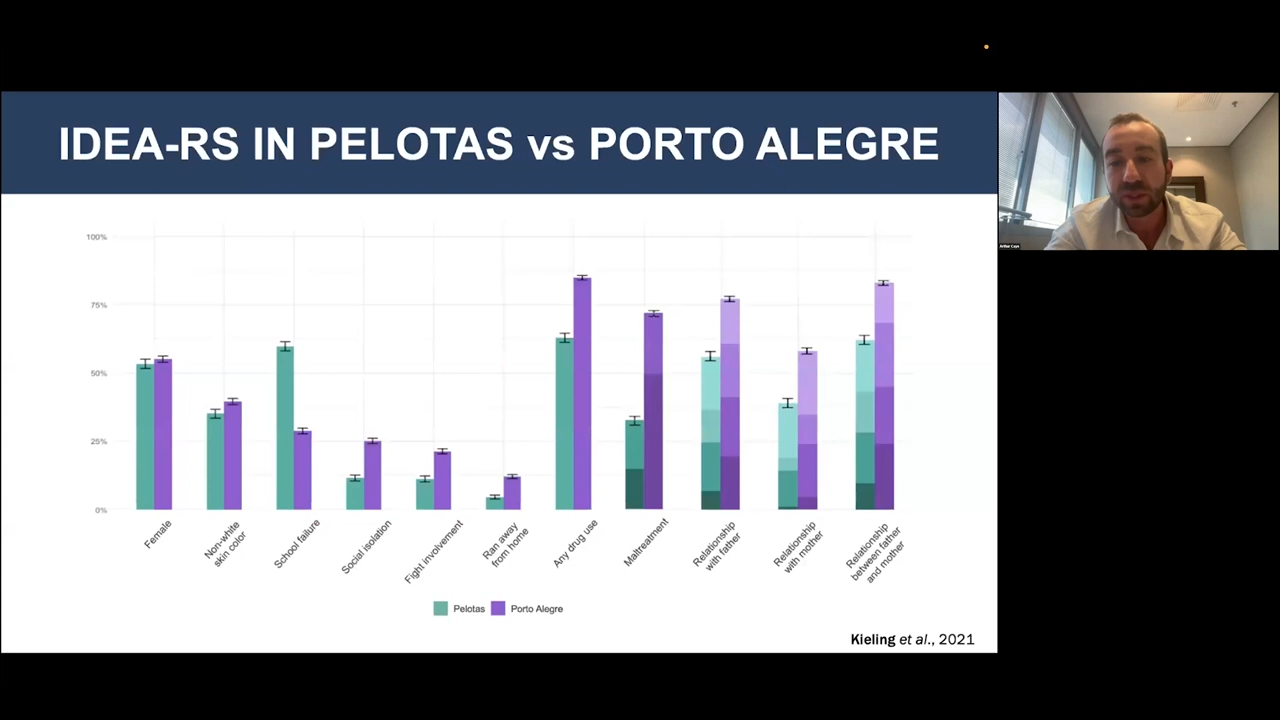 IDEA-RS IN PELOTAS vs PORTO ALEGRE
100%
75%
50%
25%
0%
Female
Non-white
skin color
School failure
Social isolation
Fight involvement
Ran away
from home
Any drug use
Maltreatment
Relationship
with father
Relationship
with mother
Relationship
between father
and mother
Pelotas
Porto Alegre
Kieling et al., 2021
Arthur Caye